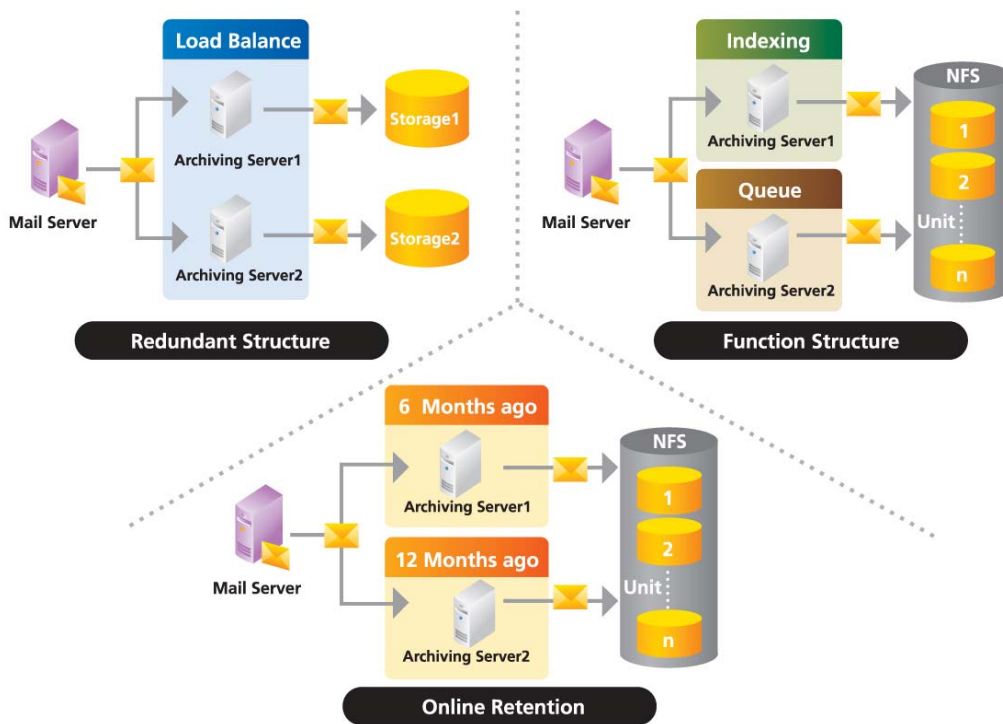 Load Balance
Archiving Server1
Storage1
Mail Server
Archiving Server2
Storage2
Redundant Structure
Indexing
Archiving Server1
NFS
1
2
Unit
n
Mail Server
Queue
Archiving Server2
Function Structure
6 Months ago
Archiving Server1
NFS
1
2
Unit
n
Mail Server
12 Months ago
Archiving Server2
Online Retention